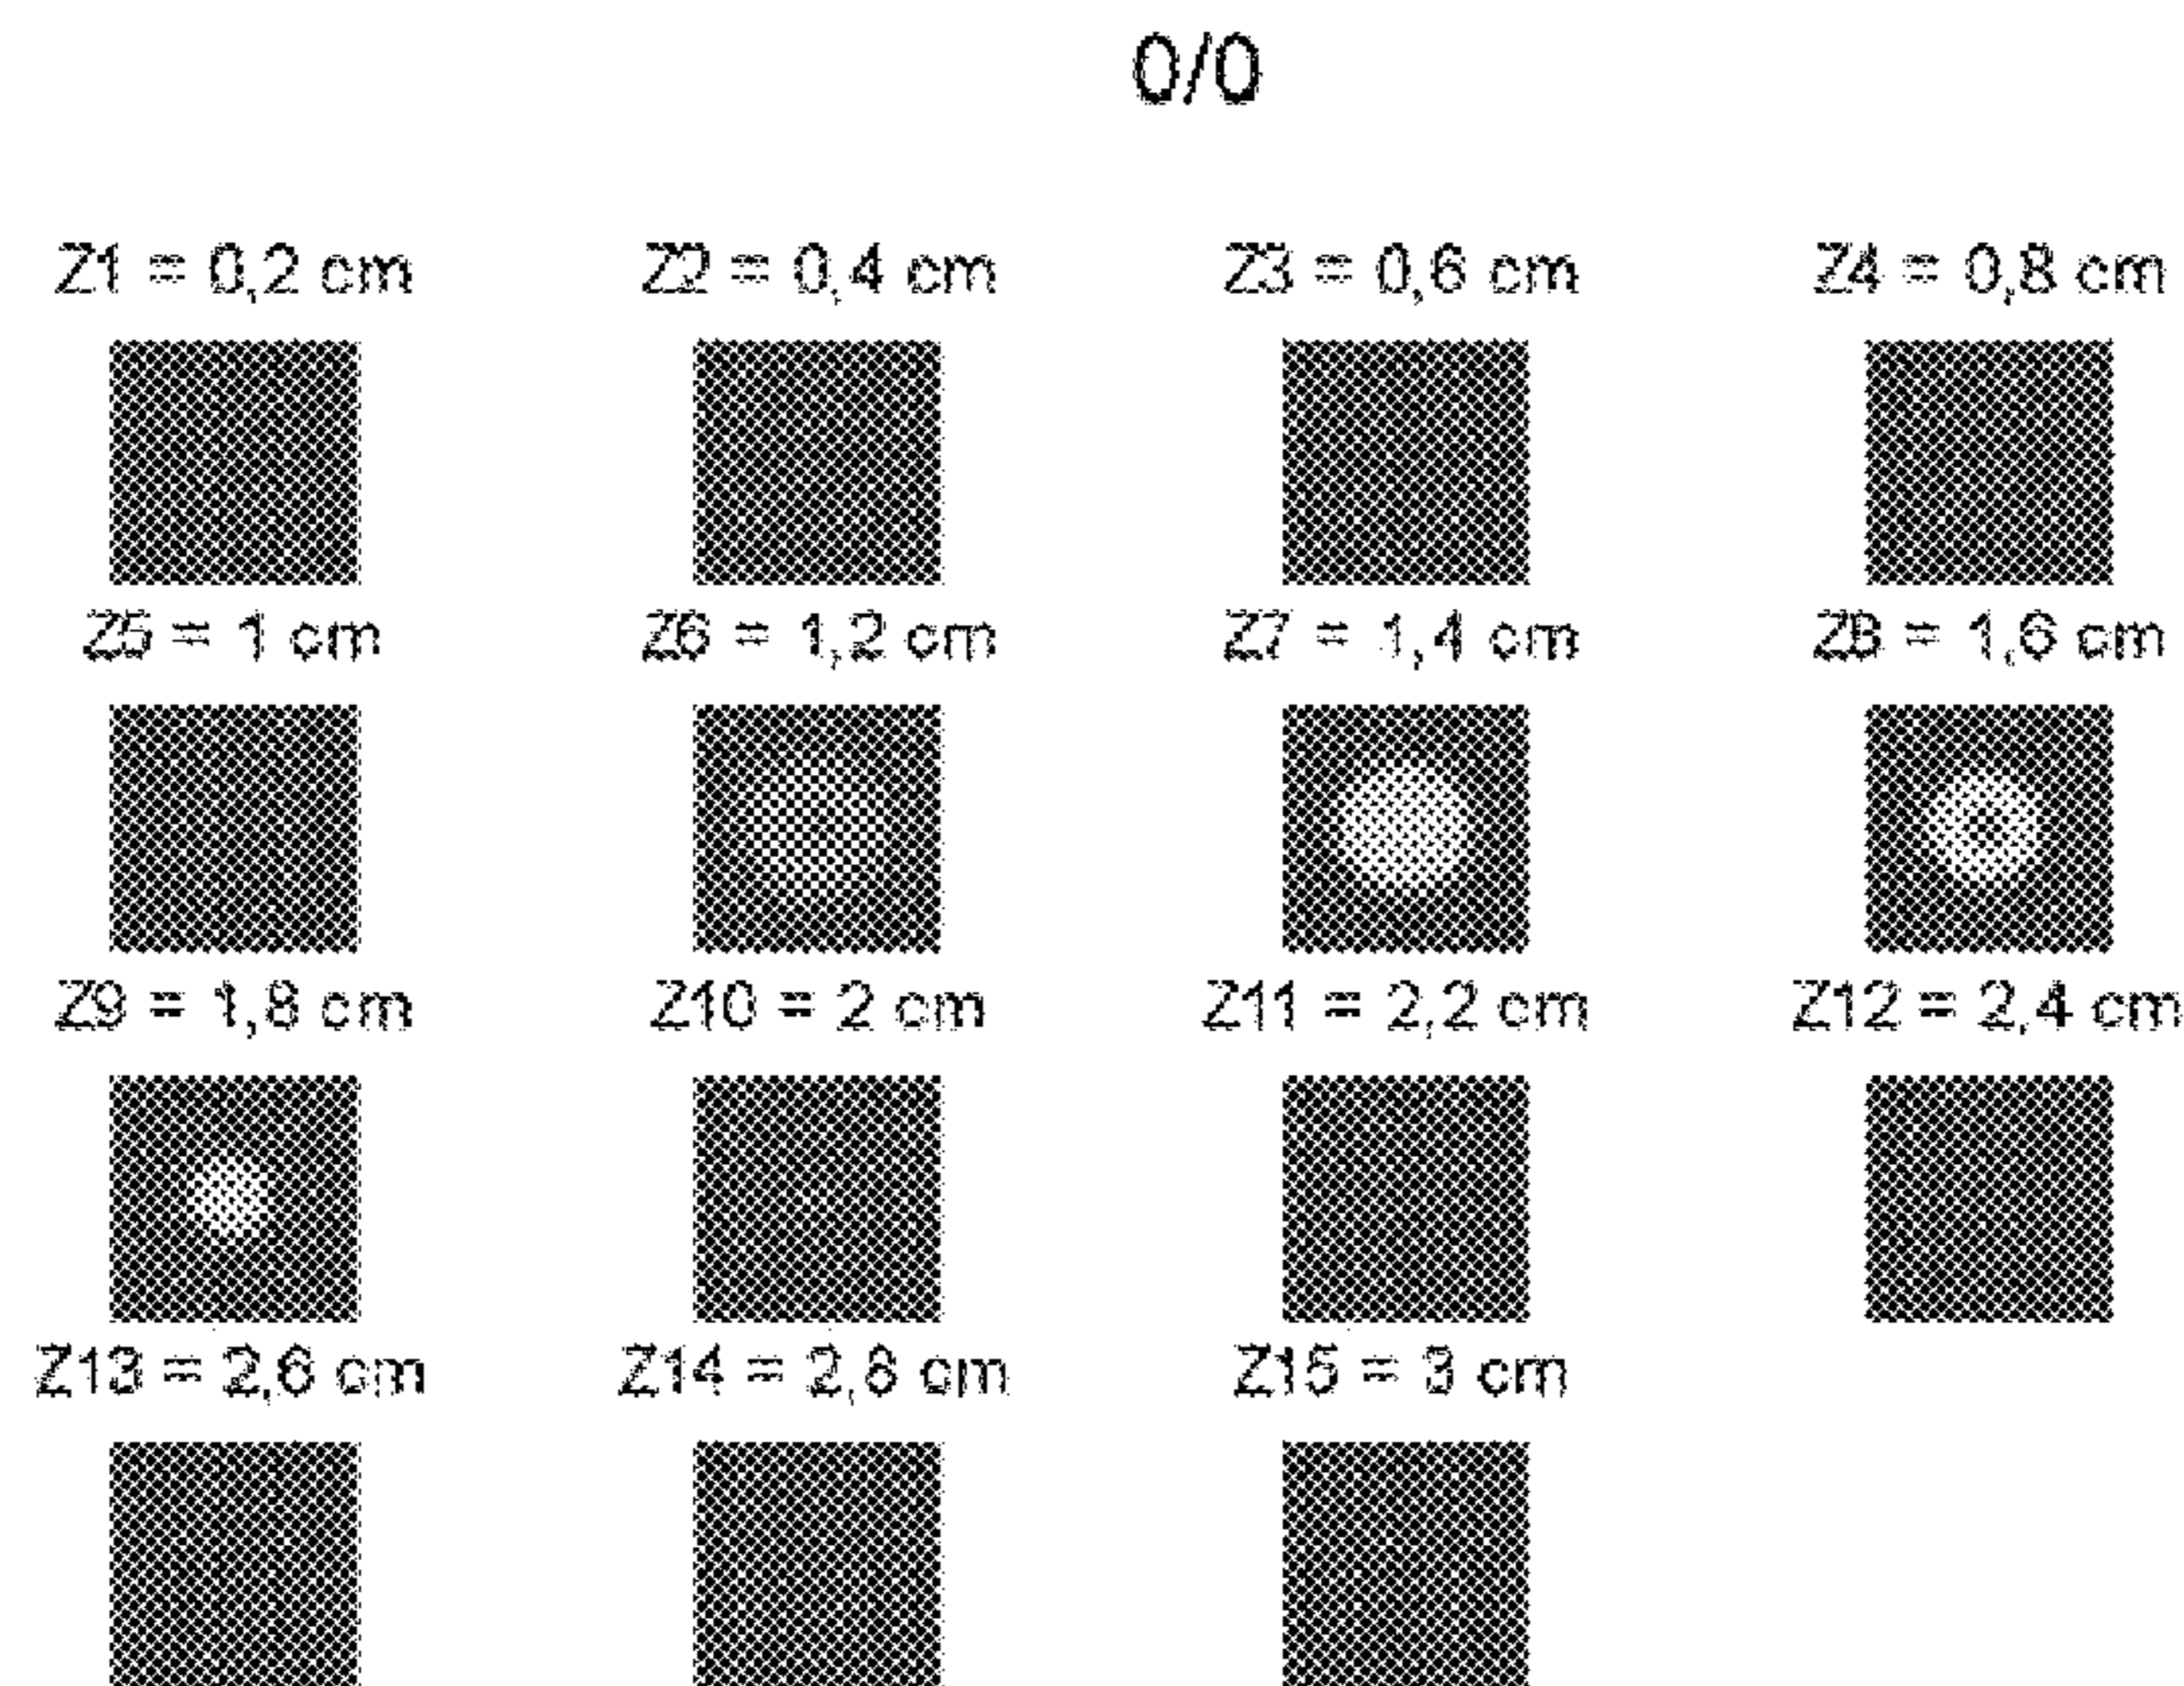 0/0
Z1 = 0,2 cm
Z2 = 0,4 cm
Z3 = 0,6 cm
Z4 = 0,8 cm
Z5 = 1 cm
Z6 = 1,2 cm
Z7 = 1,4 cm
Z8 = 1,6 cm
Z9 = 1,8 cm
Z10 = 2 cm
Z11 = 2,2 cm
Z12 = 2,4 cm
Z13 = 2,6 cm
Z14 = 2,8 cm
Z15 = 3 cm